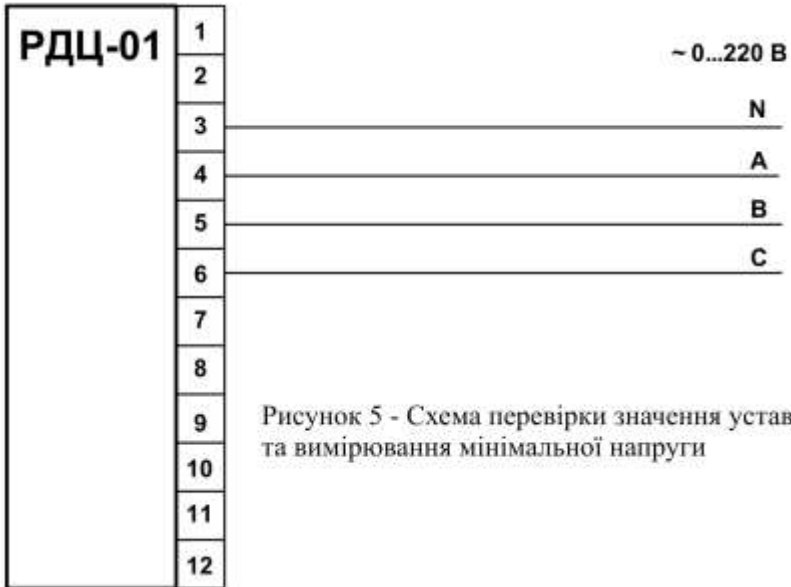 РДЦ-01
1
2
3
4
5
6
7
8
9
10
11
12
~ 0...220 В
N
A
B
C
Рисунок 5 - Схема перевірки значення устав
та вимірювання мінімальної напруги